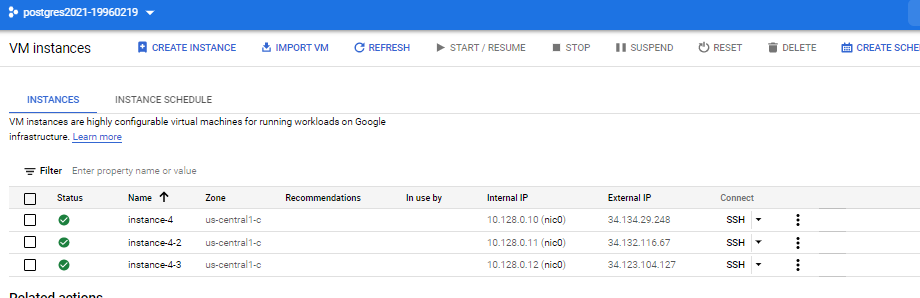 postgres2021-19960219
VM instances CREATE INSTANCE IMPORT VM REFRESH START / RESUME STOP SUSPEND RESET DELETE CREATE SCHE
INSTANCES INSTANCE SCHEDULE
VM instances are highly configurable virtual machines for running workloads on Google
infrastructure. Learn more
Filter Enter property name or value
Status Name Zone Recommendations In use by Internal IP External IP Connect
instance-4 us-central1-c 10.128.0.10 (nic0) 34.134.29.248 SSH
instance-4-2 us-central1-c 10.128.0.11 (nic0) 34.132.116.67 SSH
instance-4-3 us-central1-c 10.128.0.12 (nic0) 34.123.104.127 SSH
Related actions